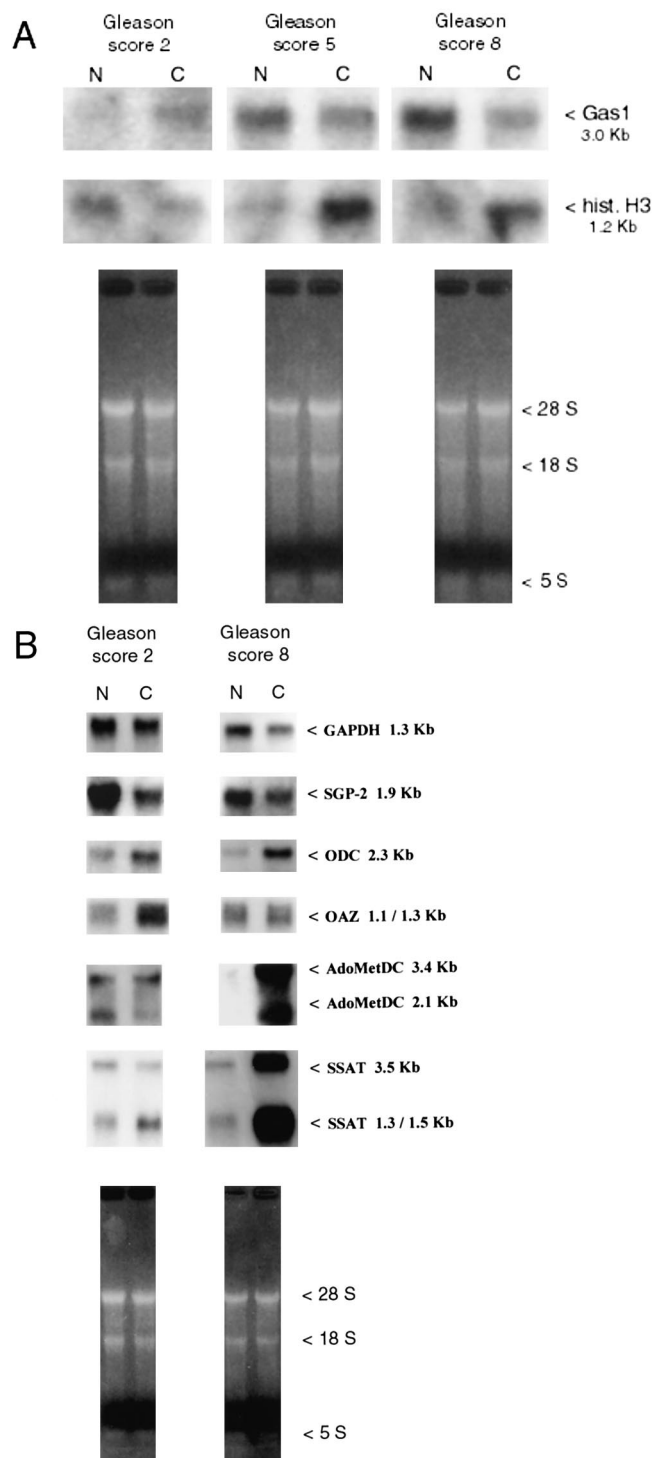 A
Gleason score 2
Gleason score 5
Gleason score 8
N C N C N C
< Gas1
3.0 Kb
< hist. H3
1.2 Kb
< 28 S
< 18 S
< 5 S
B
Gleason score 2
Gleason score 8
N C N C
< GAPDH 1.3 Kb
< SGP-2 1.9 Kb
< ODC 2.3 Kb
< OAZ 1.1 / 1.3 Kb
< AdoMetDC 3.4 Kb
< AdoMetDC 2.1 Kb
< SSAT 3.5 Kb
< SSAT 1.3 / 1.5 Kb
< 28 S
< 18 S
< 5 S